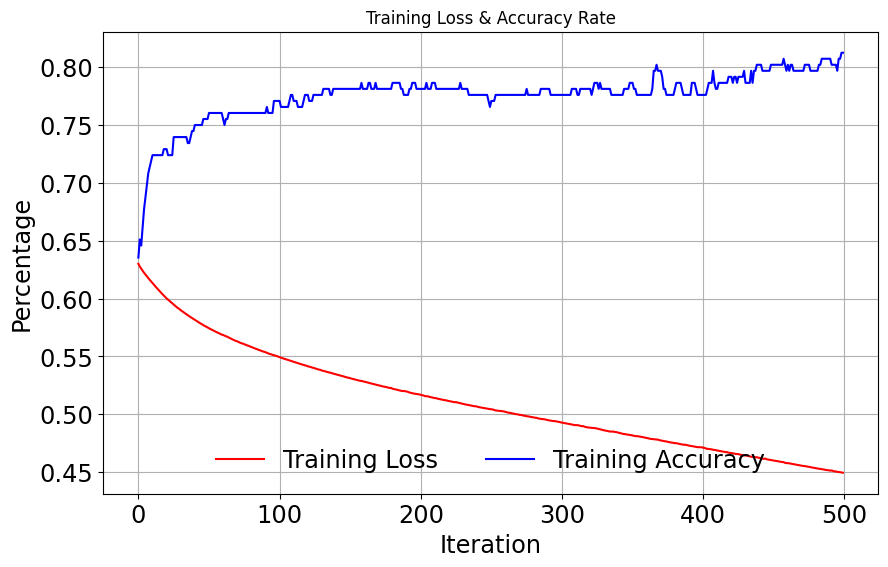 Training Loss & Accuracy Rate
Percentage
0.80
0.75
0.70
0.65
0.60
0.55
0.50
0.45
Training Loss Training Accuracy
0 100 200 300 400 500
Iteration